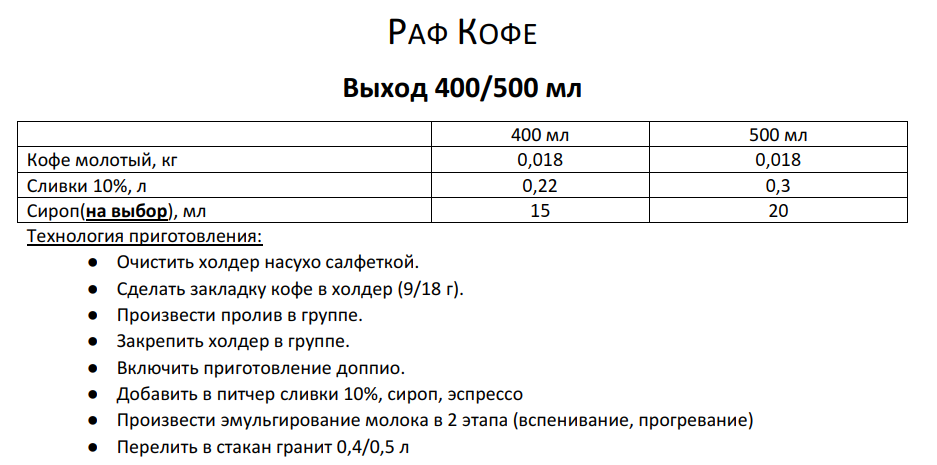 Раф Кофе
Выход 400/500 мл
400 мл 500 мл
Кофе молотый, кг 0,018 0,018
Сливки 10%, л 0,22 0,3
Сироп(на выбор), мл 15 20
Технология приготовления:
● Очистить холдер насухо салфеткой.
● Сделать закладку кофе в холдер (9/18 г).
● Произвести пролив в группе.
● Закрепить холдер в группе.
● Включить приготовление доппио.
● Добавить в питчер сливки 10%, сироп, эспрессо
● Произвести эмульгирование молока в 2 этапа (вспенивание, прогревание)
● Перелить в стакан гранит 0,4/0,5 л